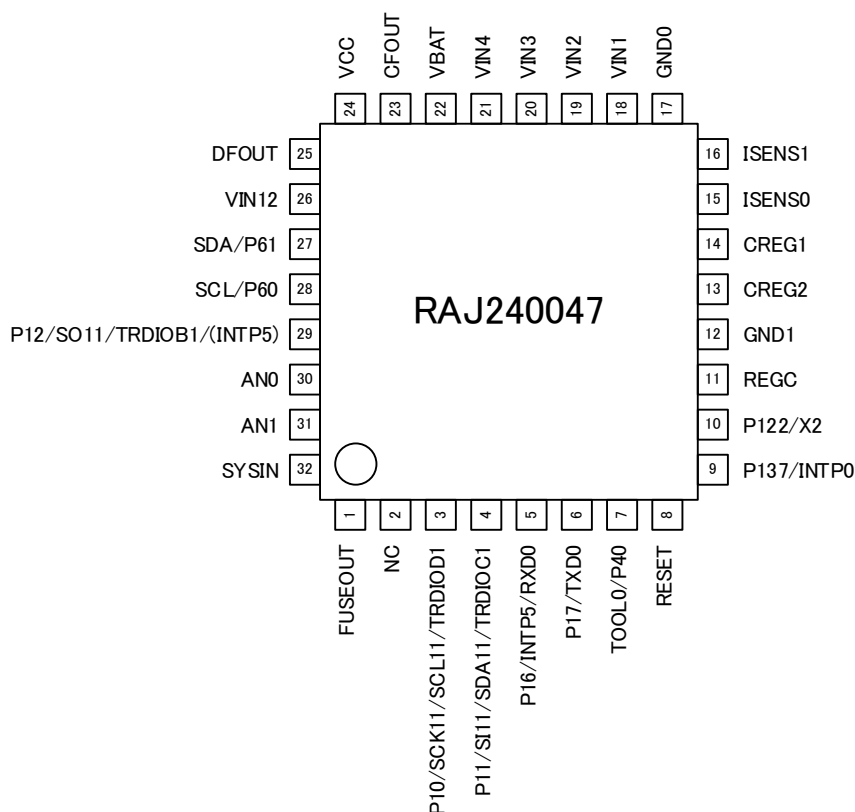 VCC
CFOUT
VBAT
VIN4
VIN3
VIN2
VIN1
GND0
24
23
22
21
20
19
18
17
DFOUT 25
VIN12 26
SDA/P61 27
SCL/P60 28
P12/SO11/TRDIOB1/(INTP5) 29
AN0 30
AN1 31
SYSIN 32
RAJ240047
16 ISENS1
15 ISENS0
14 CREG1
13 CREG2
12 GND1
11 REGC
10 P122/X2
9 P137/INTP0
1
2
3
4
5
6
7
8
FUSEOUT
NC
P10/SCK11/SCL11/TRDIOD1
P11/SI11/SDA11/TRDIOC1
P16/INTP5/RXD0
P17/TXD0
TOOL0/P40
RESET